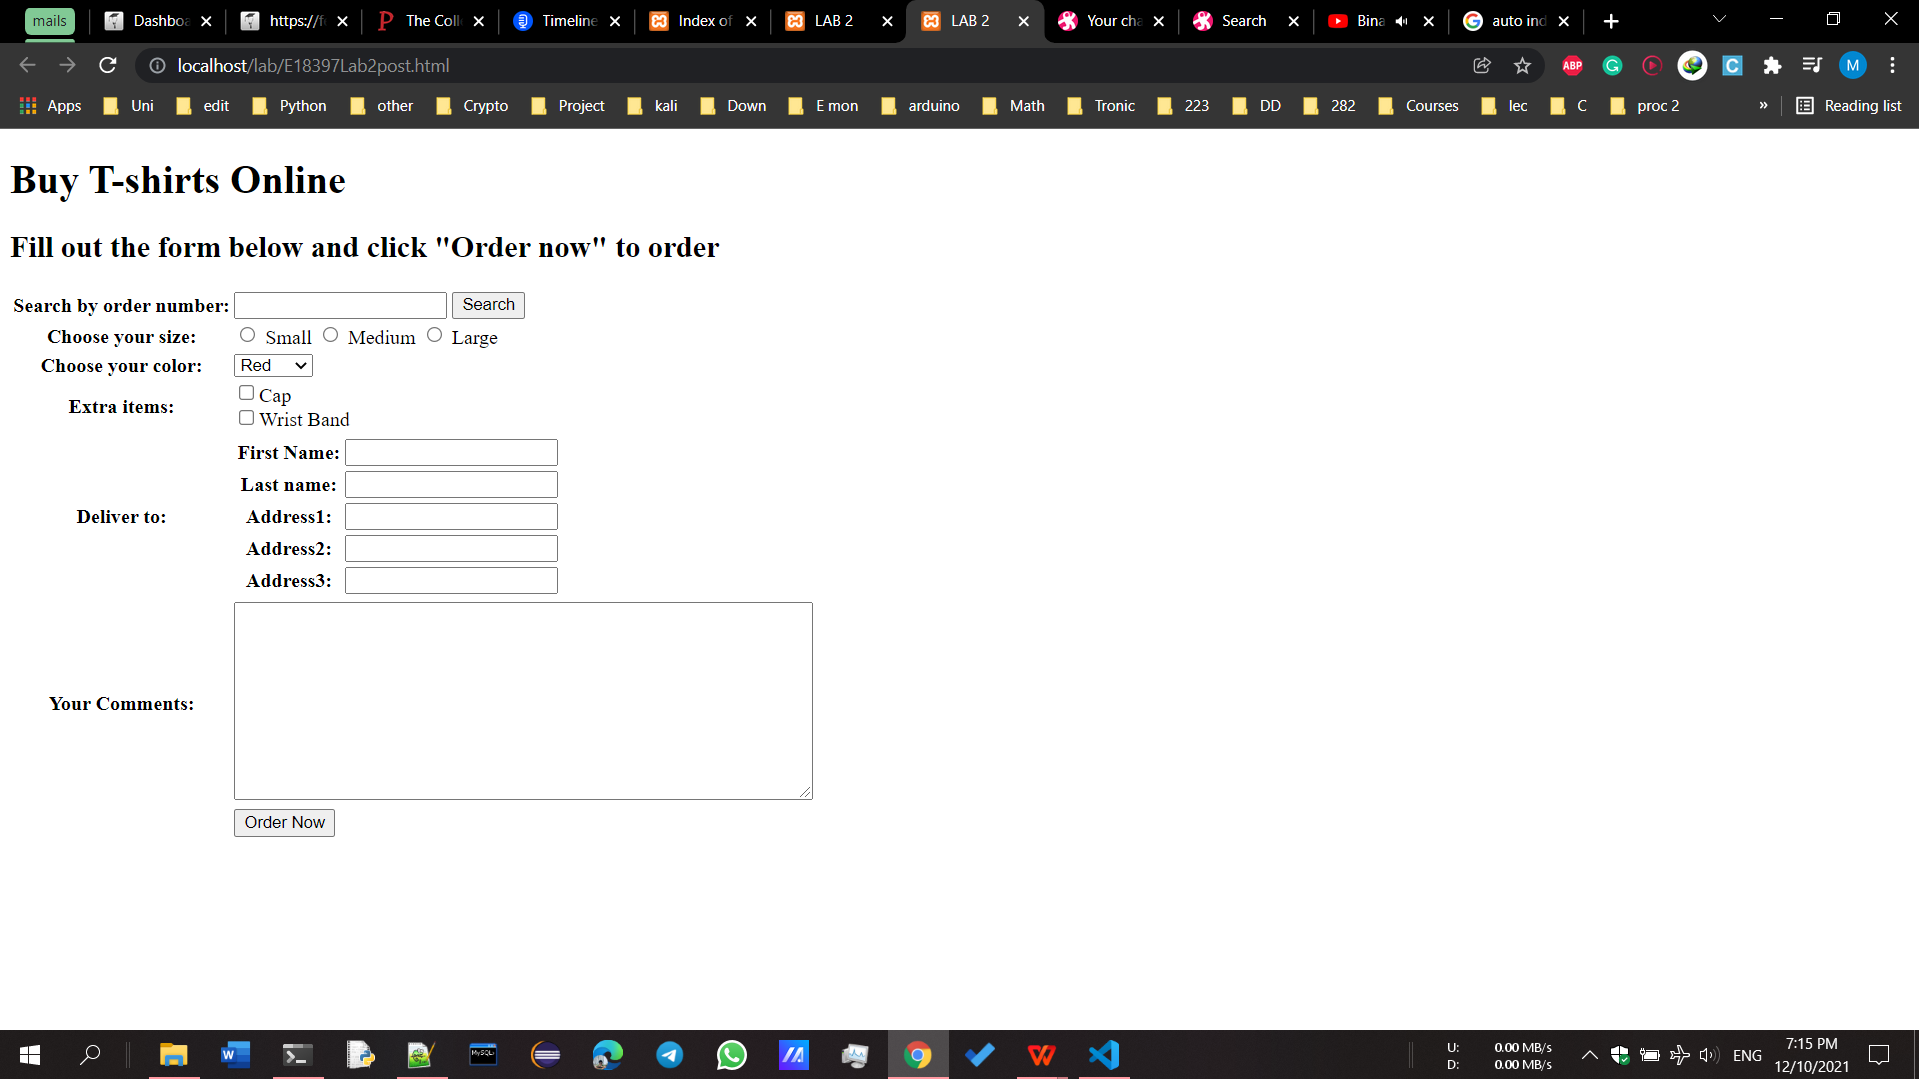 mails Dashboa https://f The Coll Timeline Index of LAB 2 LAB 2 Your cha Search Bina auto ind
localhost/lab/E18397Lab2post.html ABP G C M
Apps Uni edit Python other Crypto Project kali Down E mon arduino Math Tronic 223 DD 282 Courses lec C proc 2 » Reading list
Buy T-shirts Online
Fill out the form below and click "Order now" to order
Search by order number: Search
Choose your size: Small Medium Large
Choose your color: Red
Extra items: Cap
Wrist Band
Deliver to:
First Name:
Last name:
Address1:
Address2:
Address3:
Your Comments:
Order Now
U: 0.00 MB/s
D: 0.00 MB/s
ENG
7:15 PM
12/10/2021